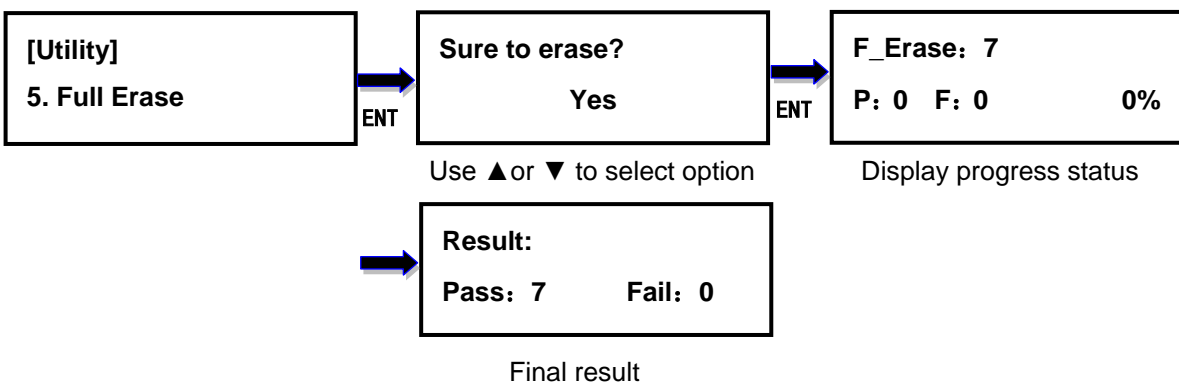 [Utility]
5. Full Erase
ENT
Sure to erase?
Yes
Use ▲or ▼ to select option
ENT
F_Erase：7
P：0 F：0 0%
Display progress status
Result:
Pass：7 Fail：0
Final result